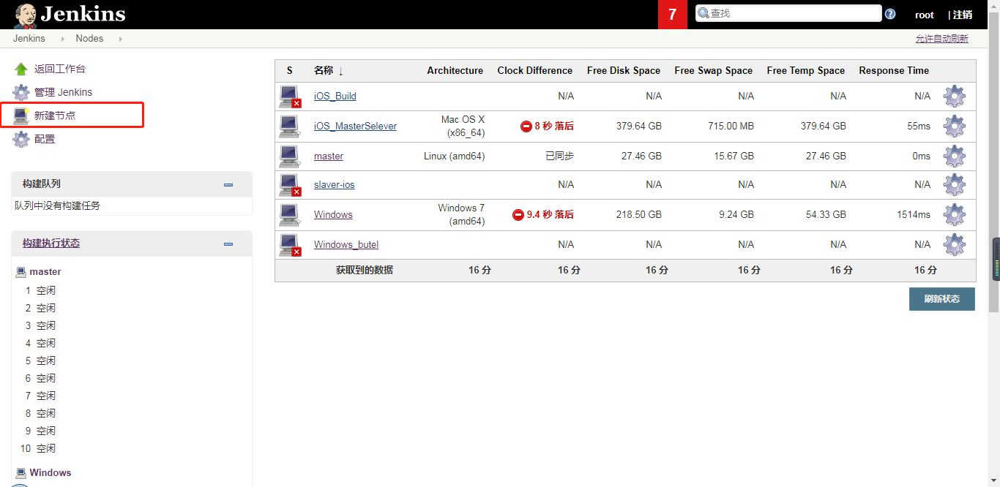 Jenkins
7
查找
root
| 注销
Jenkins
Nodes
允许自动刷新
返回工作台
管理 Jenkins
新建节点
配置
构建队列
队列中没有构建任务
构建执行状态
master
1 空闲
2 空闲
3 空闲
4 空闲
5 空闲
6 空闲
7 空闲
8 空闲
9 空闲
10 空闲
Windows
S 名称 ↓ Architecture Clock Difference Free Disk Space Free Swap Space Free Temp Space Response Time
iOS_Build N/A N/A N/A N/A N/A
iOS_MasterSelever Mac OS X (x86_64) 8 秒 落后 379.64 GB 715.00 MB 379.64 GB 55ms
master Linux (amd64) 已同步 27.46 GB 15.67 GB 27.46 GB 0ms
slaver-ios N/A N/A N/A N/A N/A
Windows Windows 7 (amd64) 9.4 秒 落后 218.50 GB 9.24 GB 54.33 GB 1514ms
Windows_butel N/A N/A N/A N/A N/A
获取到的数据 16 分 16 分 16 分 16 分 16 分 16 分
刷新状态